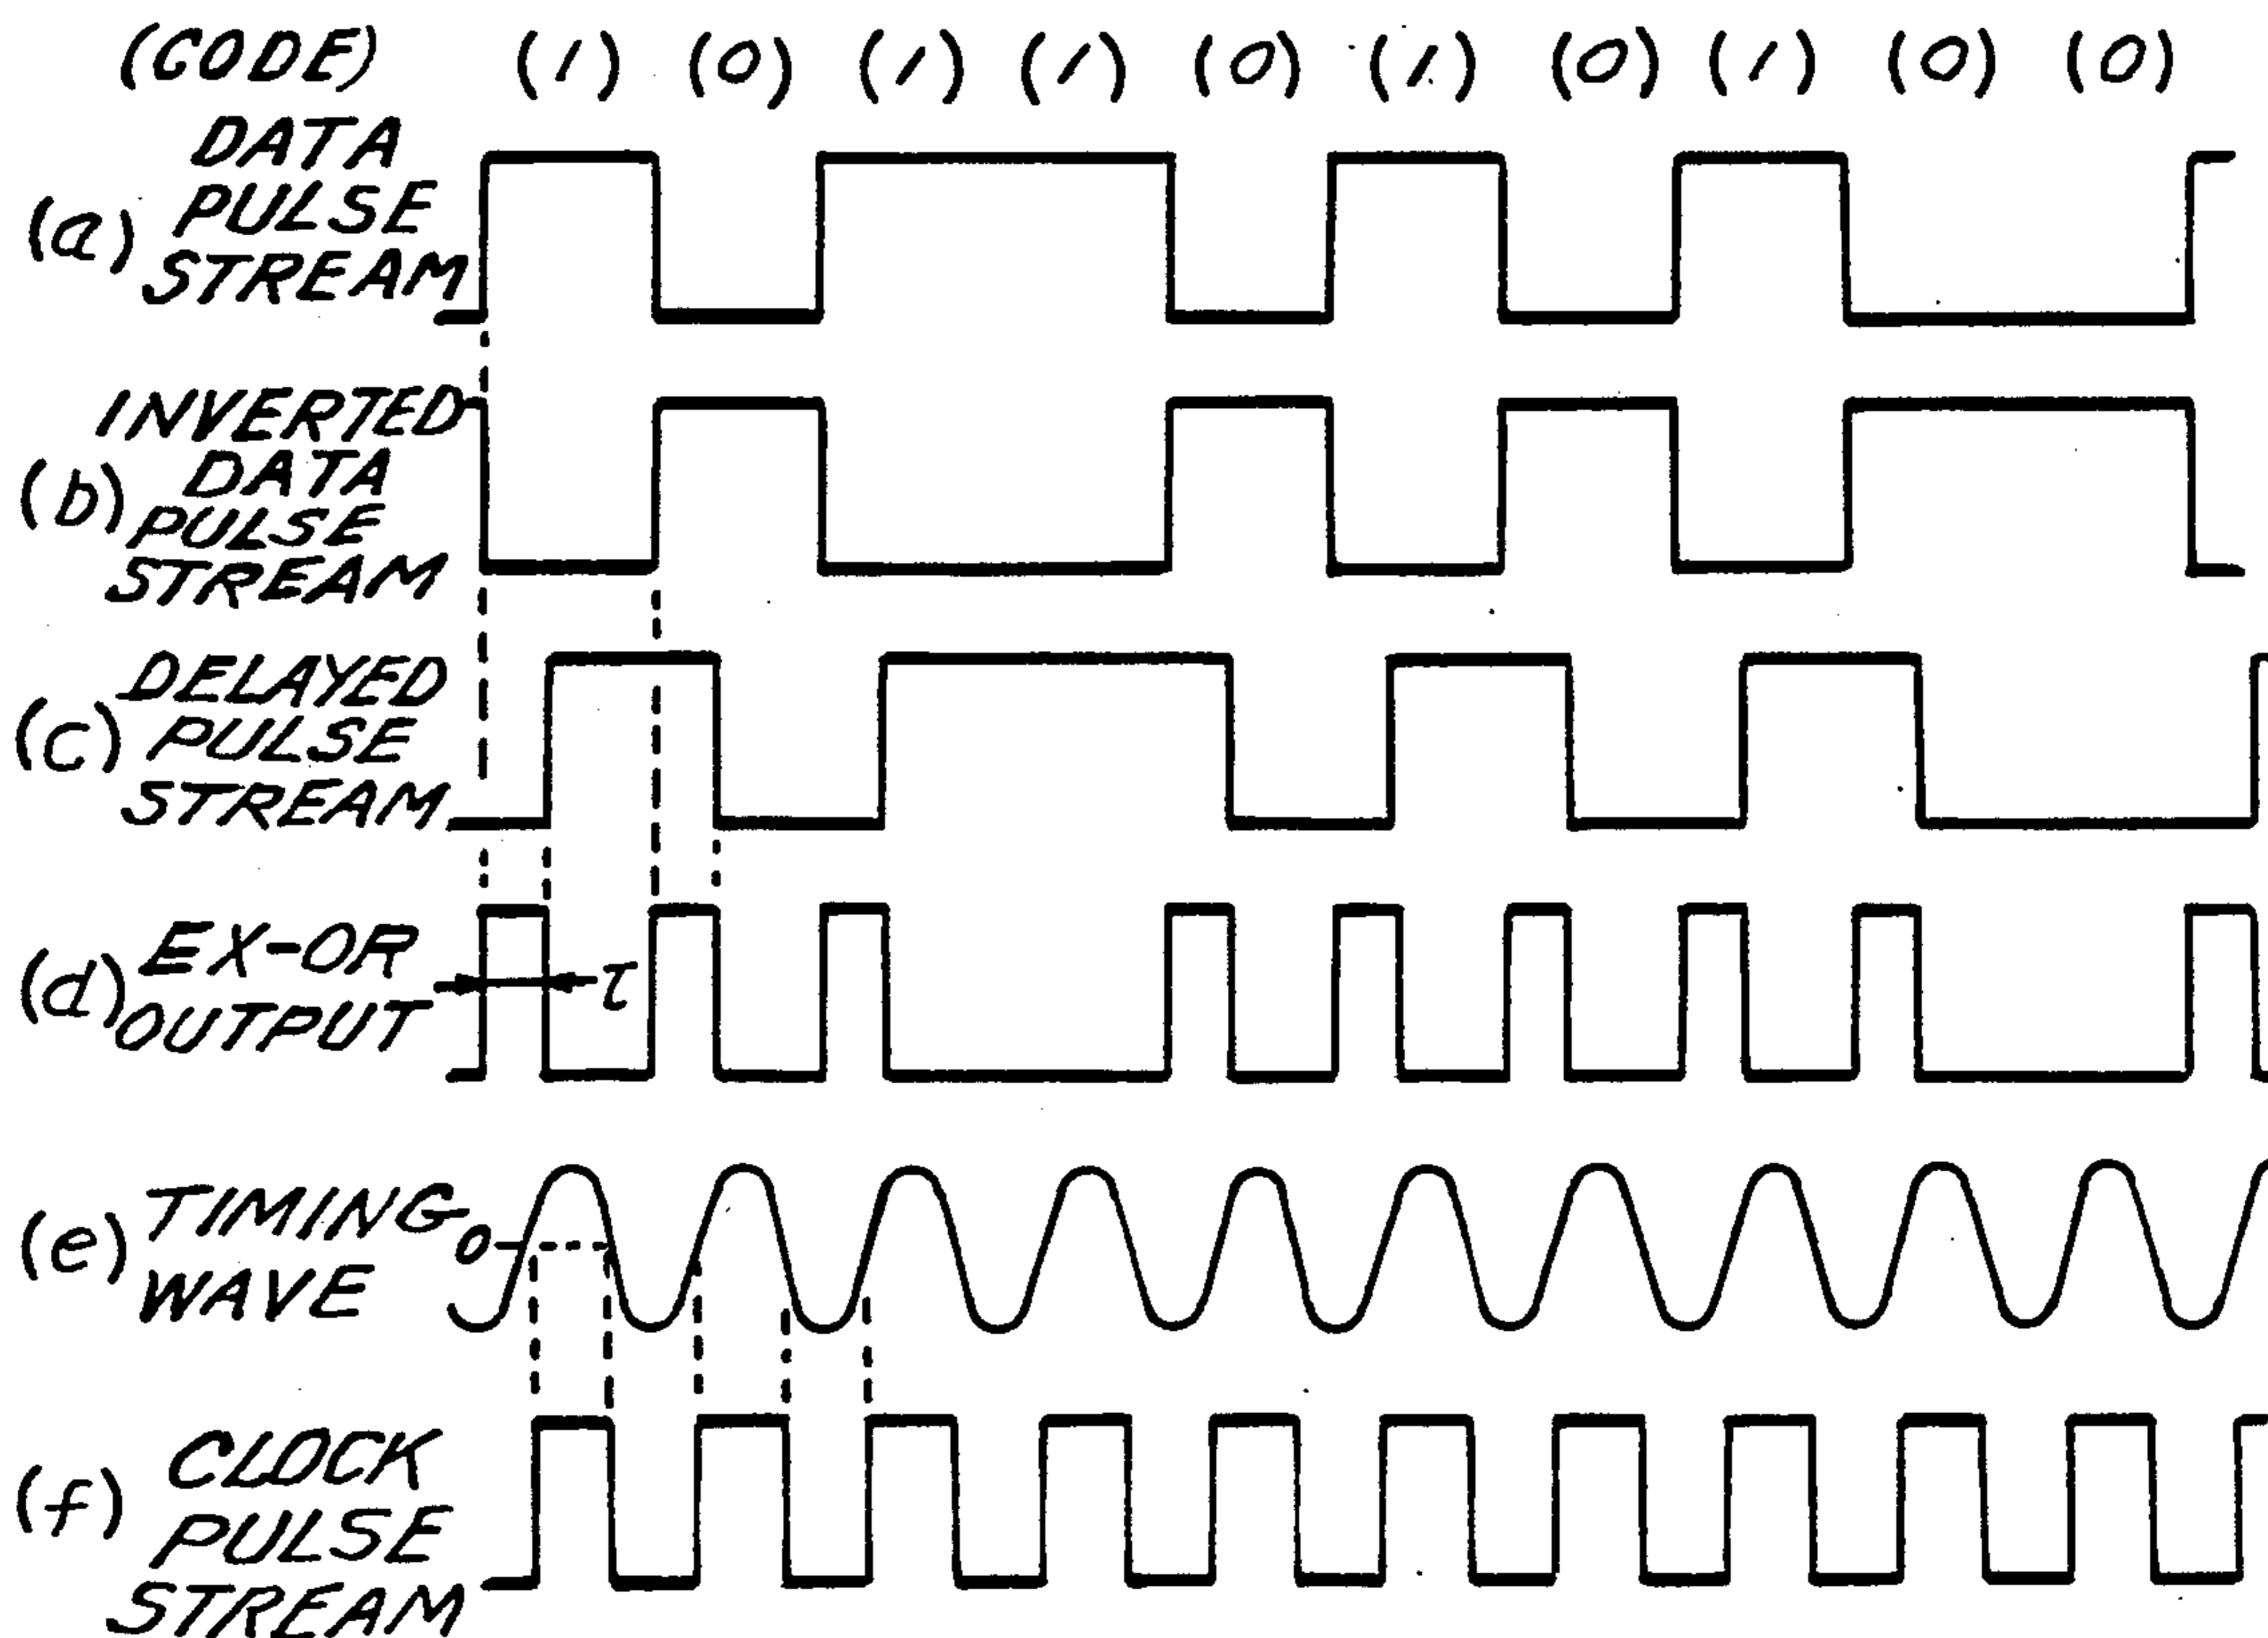 (CODE) (1) (0) (1) (1) (0) (1) (0) (1) (0) (0)
(a) DATA
PULSE
STREAM
(b) INVERTED
DATA
PULSE
STREAM
(c) DELAYED
PULSE
STREAM
(d) EX-OR
OUTPUT
τ
(e) TIMING
WAVE
0
(f) CLOCK
PULSE
STREAM